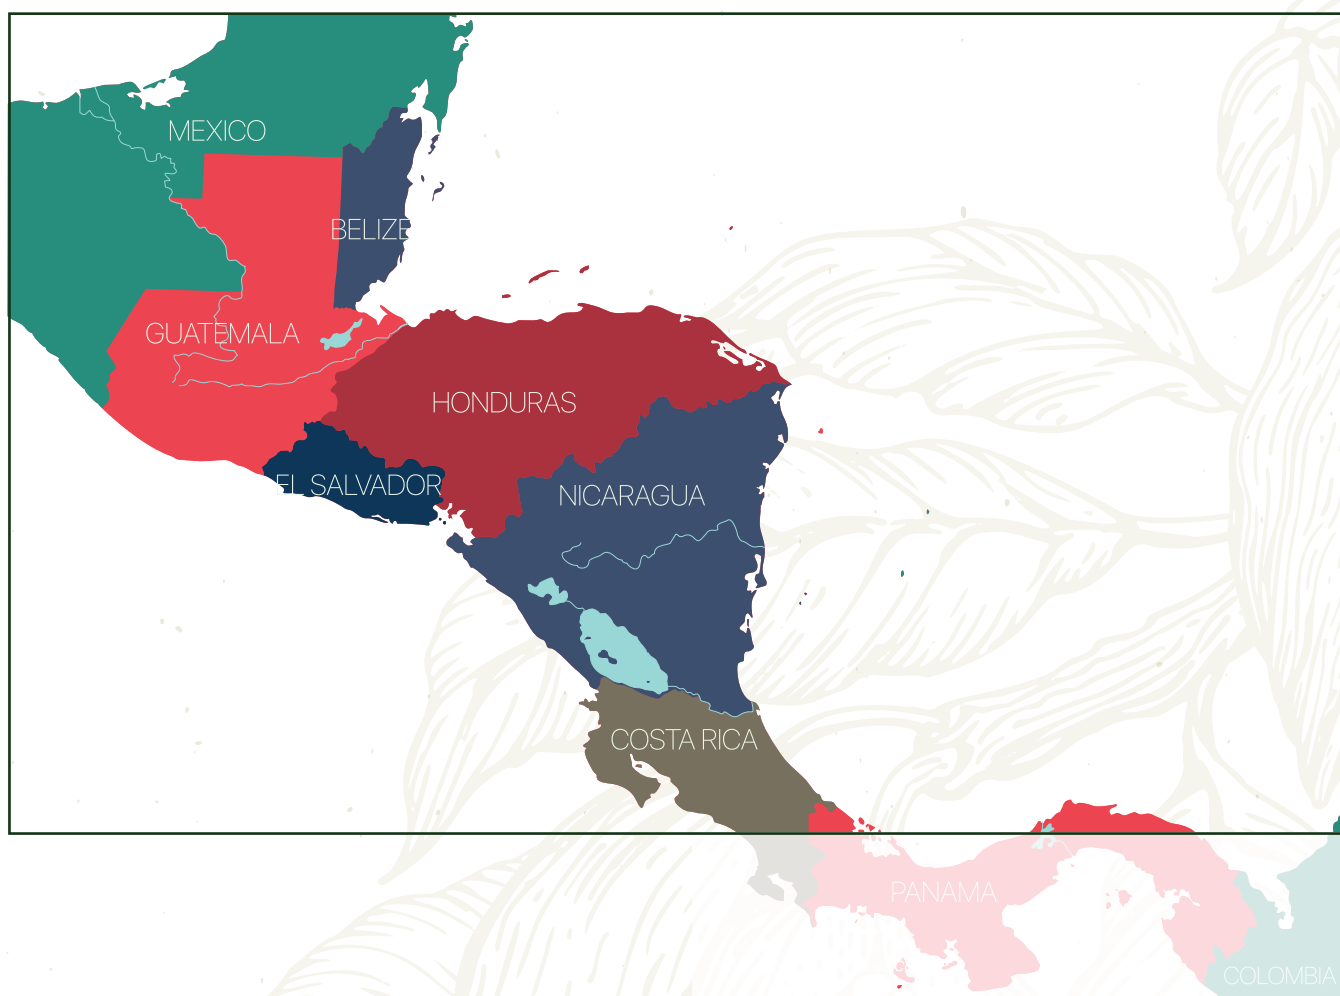 MEXICO
BELIZE
GUATEMALA
HONDURAS
EL SALVADOR
NICARAGUA
COSTA RICA
PANAMA
COLOMBIA